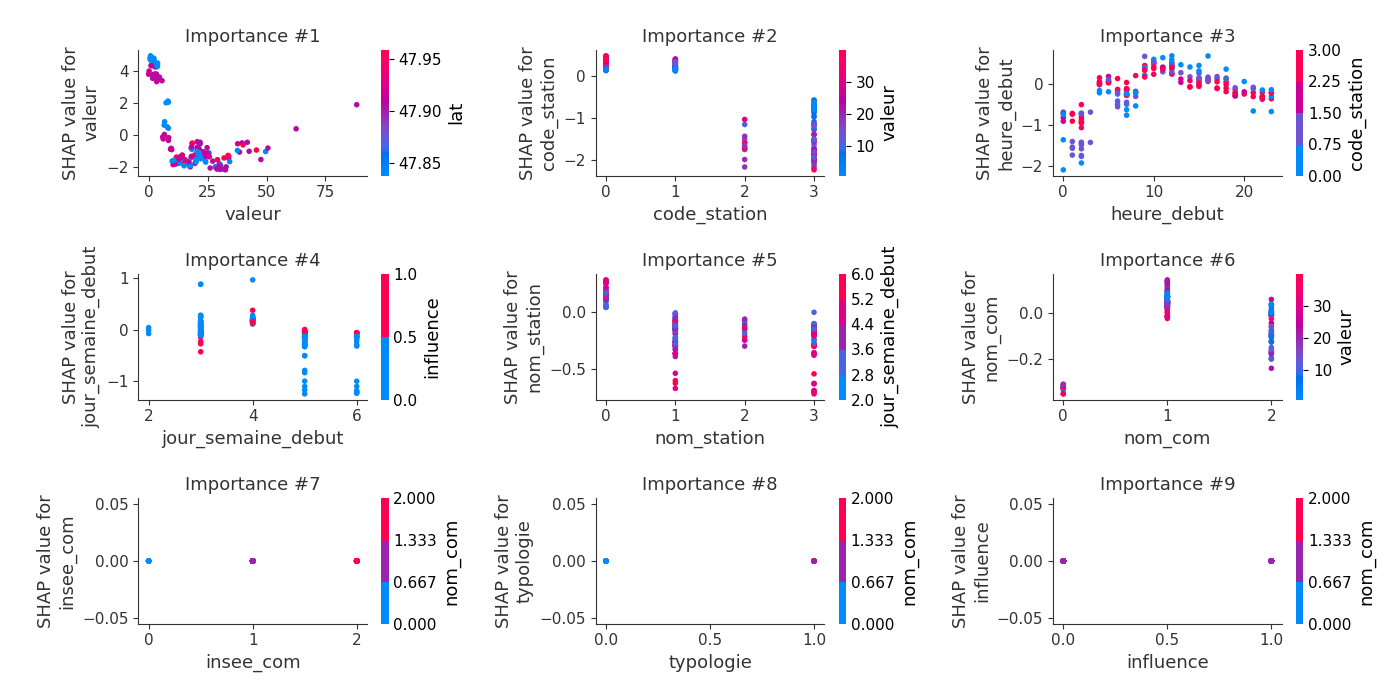 Importance #1
SHAP value for
valeur
4
2
0
−2
0
25
50
75
valeur
47.95
47.90
47.85
lat
Importance #2
SHAP value for
code_station
0
−1
−2
0
1
2
3
code_station
30
20
10
valeur
Importance #3
SHAP value for
heure_debut
0
−1
−2
0
10
20
heure_debut
3.00
2.25
1.50
0.75
0.00
code_station
Importance #4
SHAP value for
jour_semaine_debut
1
0
−1
2
4
6
jour_semaine_debut
1.0
0.5
0.0
influence
Importance #5
SHAP value for
nom_station
0.0
−0.5
0
1
2
3
nom_station
6.0
5.2
4.4
3.6
2.8
2.0
jour_semaine_debut
Importance #6
SHAP value for
nom_com
0.0
−0.2
0
1
2
nom_com
30
20
10
valeur
Importance #7
SHAP value for
insee_com
0.05
0.00
−0.05
0
1
2
insee_com
2.000
1.333
0.667
0.000
nom_com
Importance #8
SHAP value for
typologie
0.05
0.00
−0.05
0.0
0.5
1.0
typologie
2.000
1.333
0.667
0.000
nom_com
Importance #9
SHAP value for
influence
0.05
0.00
−0.05
0.0
0.5
1.0
influence
2.000
1.333
0.667
0.000
nom_com